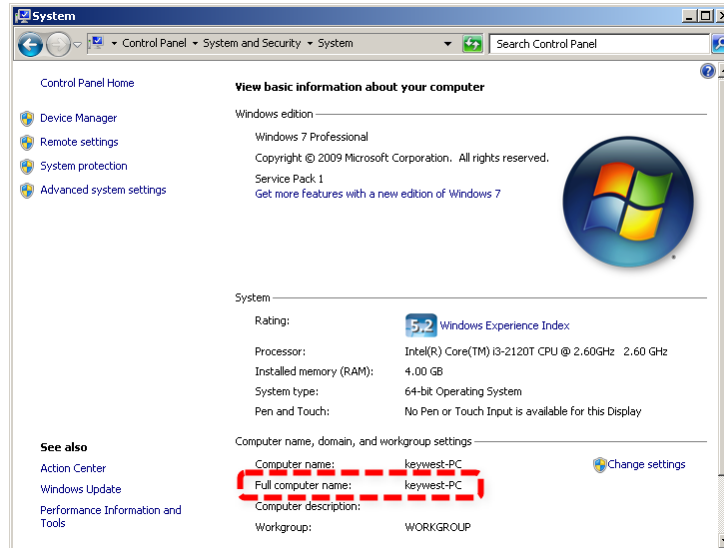 System
Control Panel System and Security System Search Control Panel
Control Panel Home
Device Manager
Remote settings
System protection
Advanced system settings
View basic information about your computer
Windows edition
Windows 7 Professional
Copyright © 2009 Microsoft Corporation. All rights reserved.
Service Pack 1
Get more features with a new edition of Windows 7
System
Rating: 5.2 Windows Experience Index
Processor: Intel(R) Core(TM) i3-2120T CPU @ 2.60GHz 2.60 GHz
Installed memory (RAM): 4.00 GB
System type: 64-bit Operating System
Pen and Touch: No Pen or Touch Input is available for this Display
Computer name, domain, and workgroup settings
Computer name: keywest-PC Change settings
Full computer name: keywest-PC
Computer description:
Workgroup: WORKGROUP
See also
Action Center
Windows Update
Performance Information and
Tools